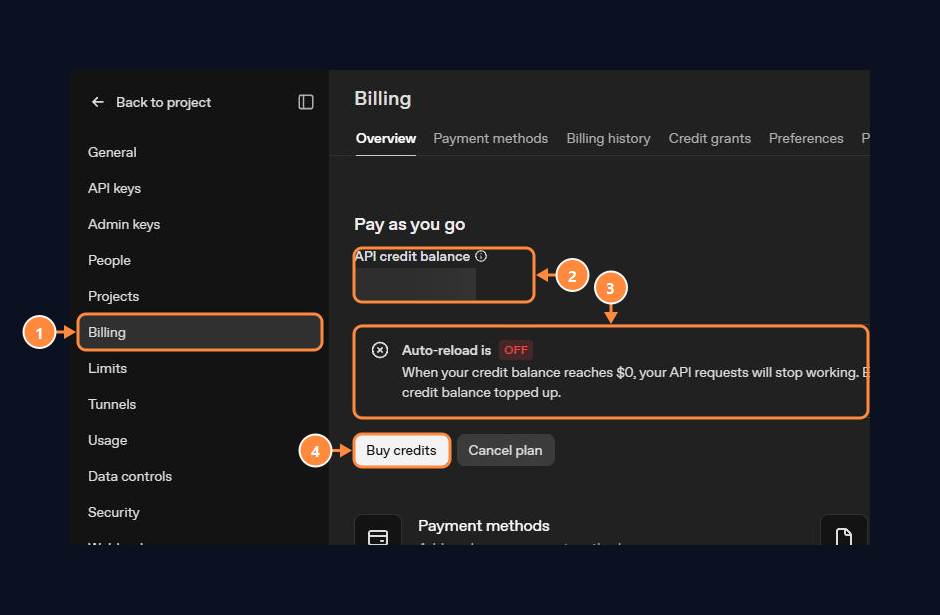 Back to project
General
API keys
Admin keys
People
Projects
1
Billing
Limits
Tunnels
Usage
Data controls
Security
Billing
Overview Payment methods Billing history Credit grants Preferences P
Pay as you go
API credit balance
2
3
Auto-reload is OFF
When your credit balance reaches $0, your API requests will stop working.
credit balance topped up.
4
Buy credits Cancel plan
Payment methods